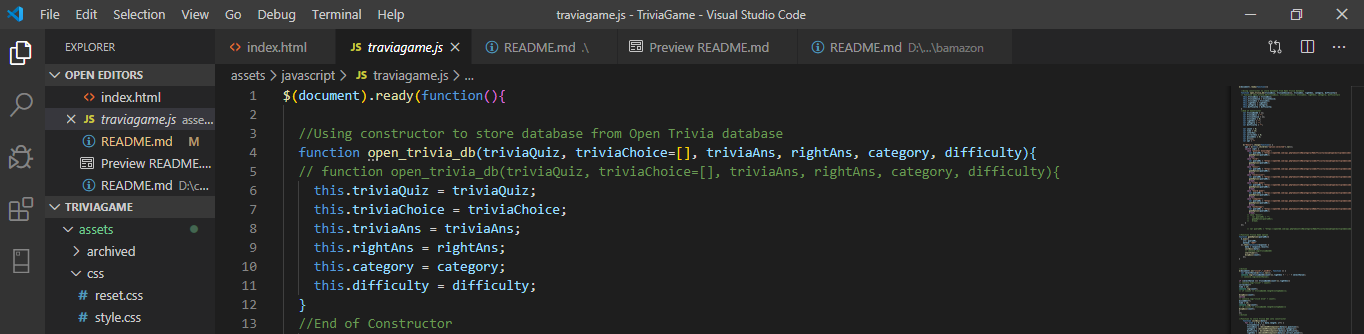 File Edit Selection View Go Debug Terminal Help traviagame.js - TriviaGame - Visual Studio Code
EXPLORER
OPEN EDITORS
index.html
traviagame.js asse...
README.md M
Preview README....
README.md D:\c...
TRIVIAGAME
assets
archived
css
reset.css
style.css
index.html JS traviagame.js README.md .\ Preview README.md README.md D:\...\bamazon
assets > javascript > JS traviagame.js > ...
1 $(document).ready(function(){
2
3 //Using constructor to store database from Open Trivia database
4 function open_trivia_db(triviaQuiz, triviaChoice=[], triviaAns, rightAns, category, difficulty){
5 // function open_trivia_db(triviaQuiz, triviaChoice=[], triviaAns, rightAns, category, difficulty){
6 this.triviaQuiz = triviaQuiz;
7 this.triviaChoice = triviaChoice;
8 this.triviaAns = triviaAns;
9 this.rightAns = rightAns;
10 this.category = category;
11 this.difficulty = difficulty;
12 }
13 //End of Constructor